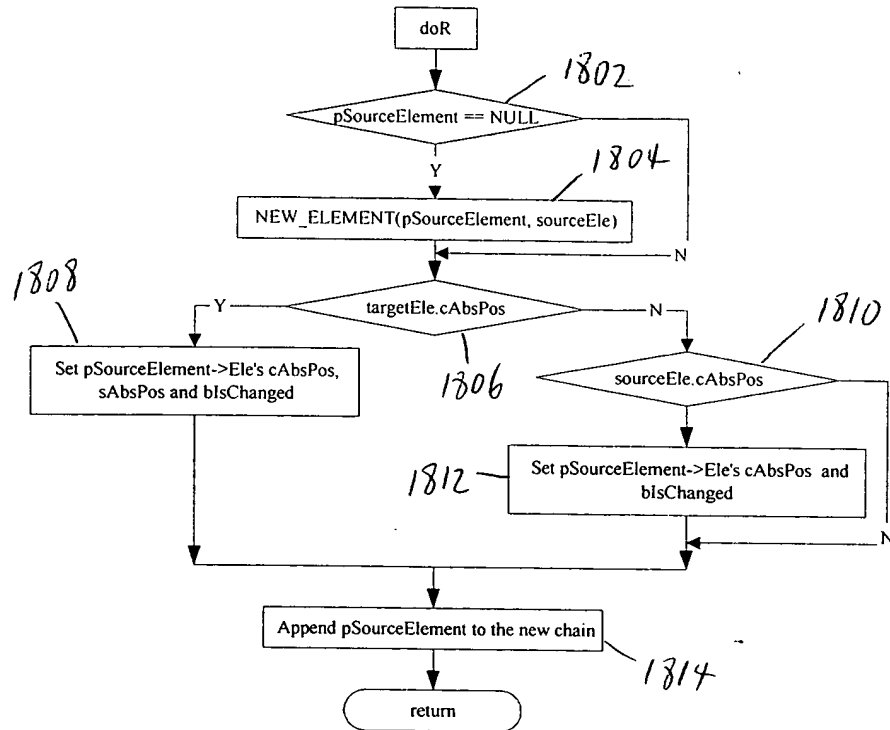 doR
1802
pSourceElement == NULL
Y
1804
NEW_ELEMENT(pSourceElement, sourceEle)
N
1808
Y
targetEle.cAbsPos
N
1810
1806
Set pSourceElement->Ele's cAbsPos,
sAbsPos and bIsChanged
sourceEle.cAbsPos
1812
Set pSourceElement->Ele's cAbsPos and
bIsChanged
N
Append pSourceElement to the new chain
1814
return